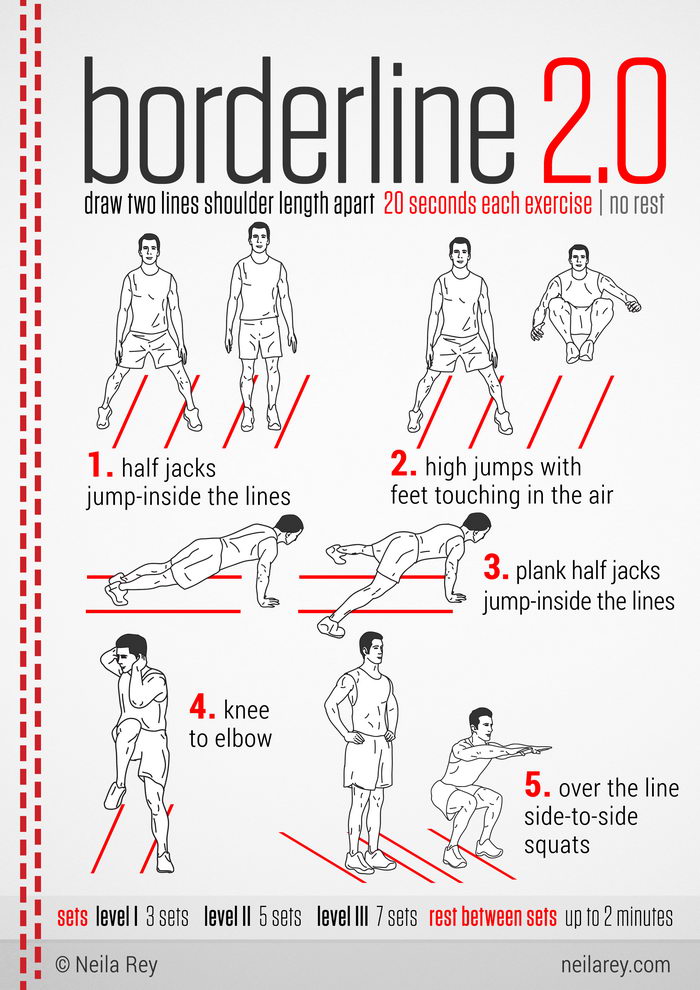 borderline 2.0
draw two lines shoulder length apart 20 seconds each exercise | no rest
1. half jacks
jump-inside the lines
2. high jumps with
feet touching in the air
3. plank half jacks
jump-inside the lines
4. knee
to elbow
5. over the line
side-to-side
squats
sets level I 3 sets level II 5 sets level III 7 sets rest between sets up to 2 minutes
© Neila Rey neilarey.com